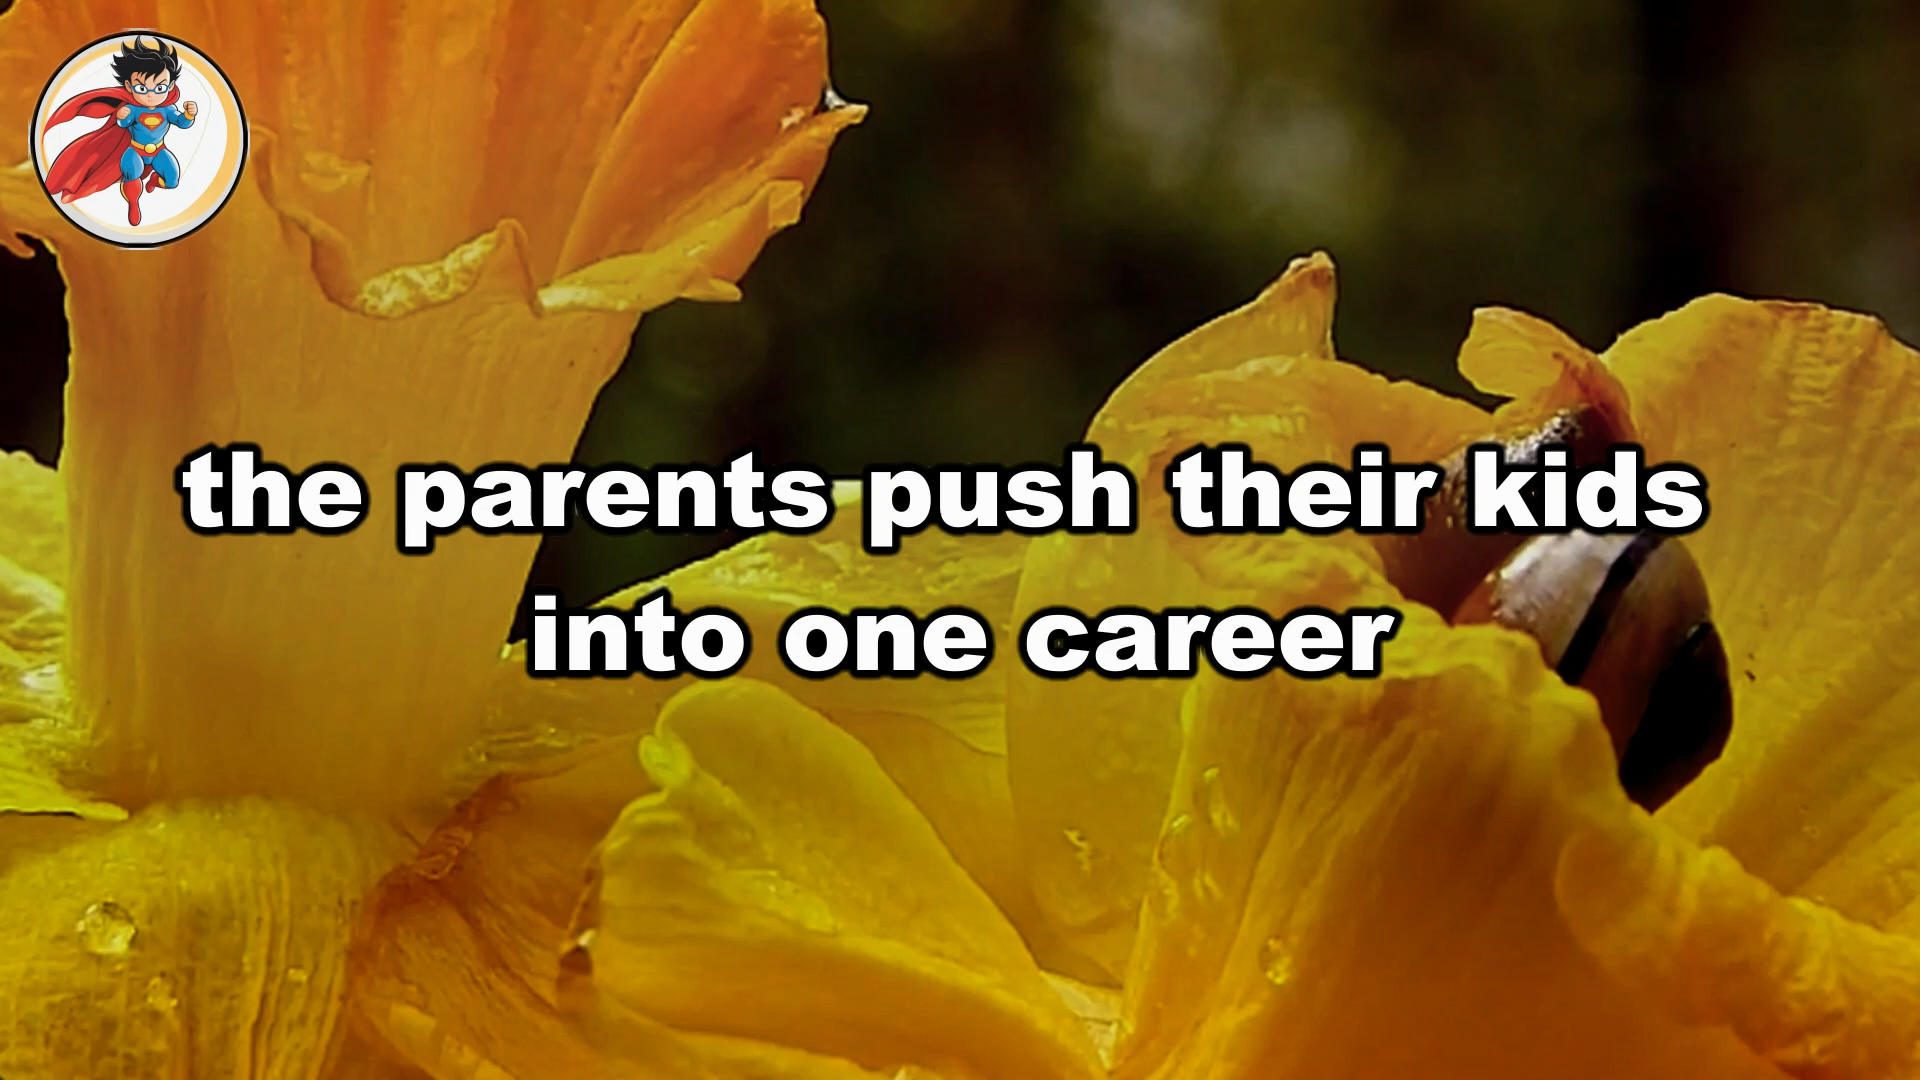 the parents push their kids
into one career